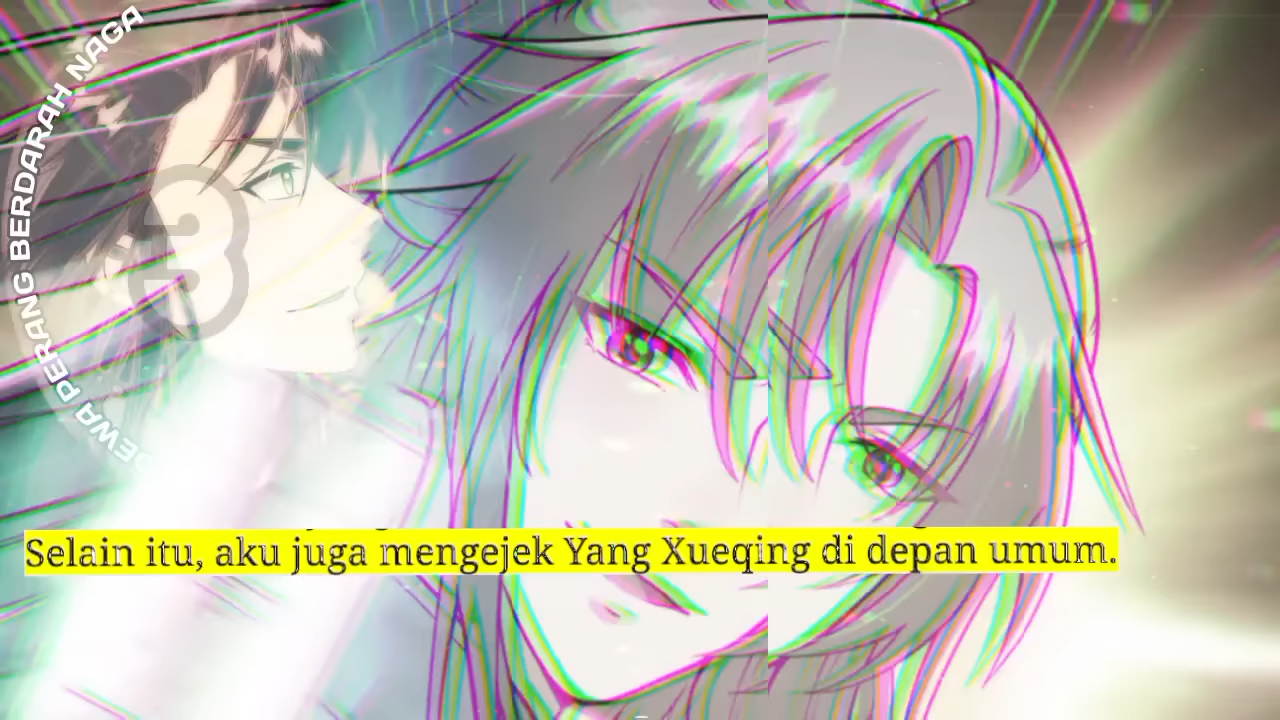 DEWA PERANG BERDARAH NAGA
Selain itu, aku juga mengejek Yang Xueqing di depan umum.